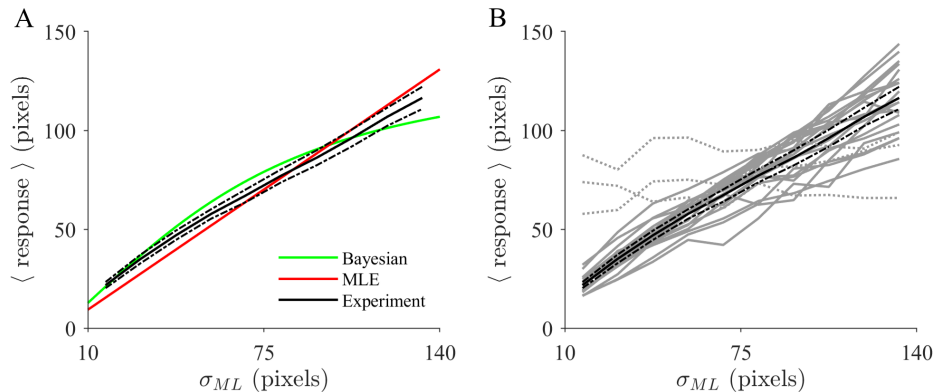 A
150
100
50
0
⟨ response ⟩ (pixels)
Bayesian
MLE
Experiment
10
75
140
σ_ML (pixels)
B
150
100
50
0
⟨ response ⟩ (pixels)
10
75
140
σ_ML (pixels)